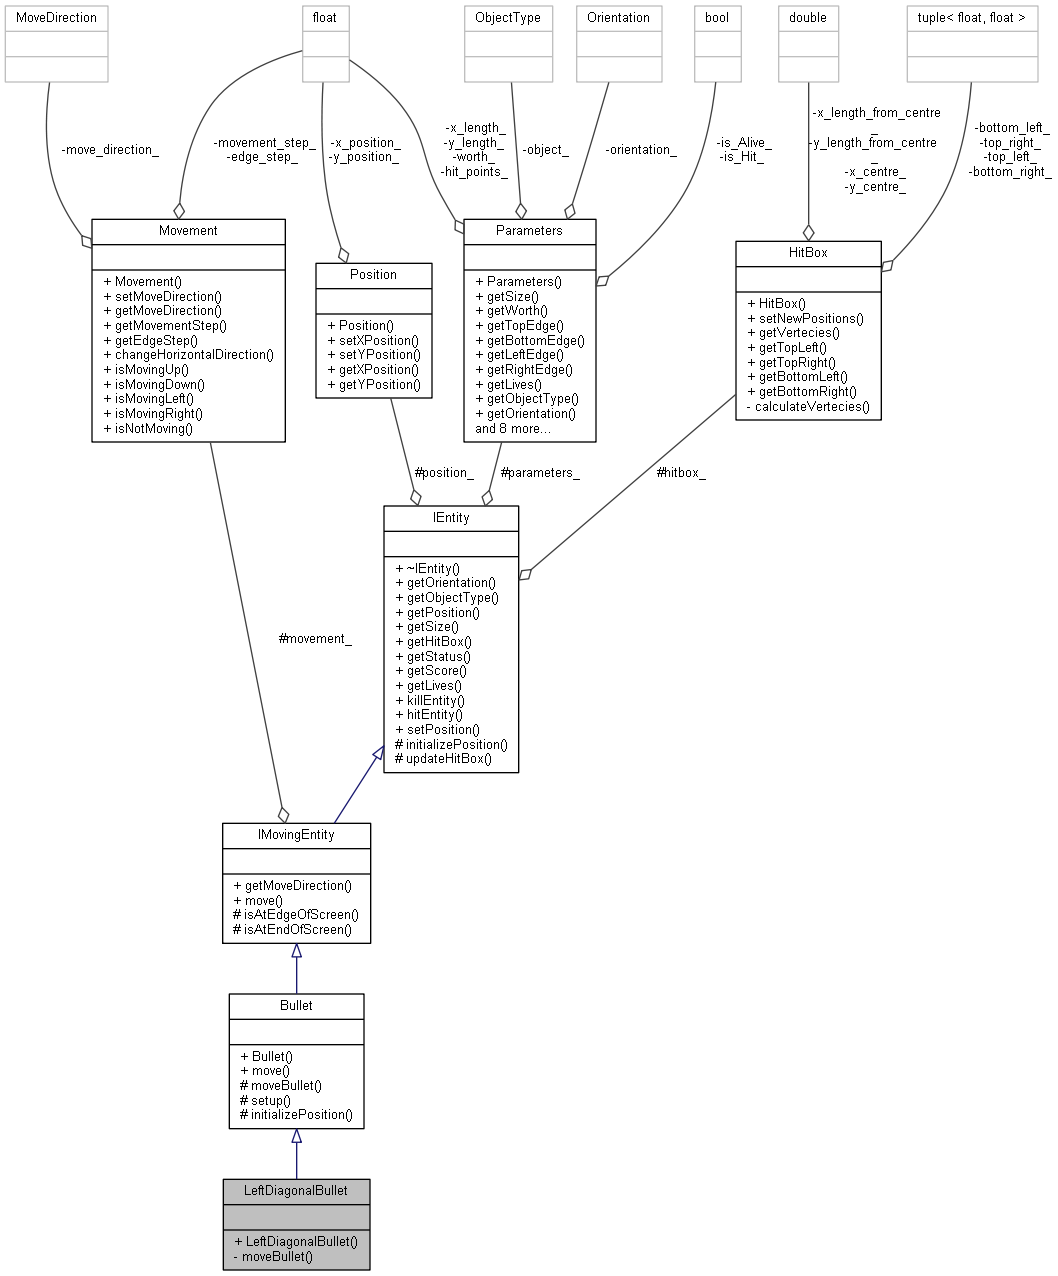 MoveDirection
float
ObjectType
Orientation
bool
double
tuple< float, float >
-move_direction_
-movement_step_
-edge_step_
-x_position_
-y_position_
-x_length_
-y_length_
-worth_
-hit_points_
-object_
-orientation_
-is_Alive_
-is_Hit_
-x_length_from_centre
_
-y_length_from_centre
_
-x_centre_
-y_centre_
-bottom_left_
-top_right_
-top_left_
-bottom_right_
Movement
+ Movement()
+ setMoveDirection()
+ getMoveDirection()
+ getMovementStep()
+ getEdgeStep()
+ changeHorizontalDirection()
+ isMovingUp()
+ isMovingDown()
+ isMovingLeft()
+ isMovingRight()
+ isNotMoving()
Position
+ Position()
+ setXPosition()
+ setYPosition()
+ getXPosition()
+ getYPosition()
Parameters
+ Parameters()
+ getSize()
+ getWorth()
+ getTopEdge()
+ getBottomEdge()
+ getLeftEdge()
+ getRightEdge()
+ getLives()
+ getObjectType()
+ getOrientation()
and 8 more...
HitBox
+ HitBox()
+ setNewPositions()
+ getVertecies()
+ getTopLeft()
+ getTopRight()
+ getBottomLeft()
+ getBottomRight()
- calculateVertecies()
#position_
#parameters_
#hitbox_
IEntity
+ ~IEntity()
+ getOrientation()
+ getObjectType()
+ getPosition()
+ getSize()
+ getHitBox()
+ getStatus()
+ getScore()
+ getLives()
+ killEntity()
+ hitEntity()
+ setPosition()
# initializePosition()
# updateHitBox()
#movement_
IMovingEntity
+ getMoveDirection()
+ move()
# isAtEdgeOfScreen()
# isAtEndOfScreen()
Bullet
+ Bullet()
+ move()
# moveBullet()
# setup()
# initializePosition()
LeftDiagonalBullet
+ LeftDiagonalBullet()
- moveBullet()